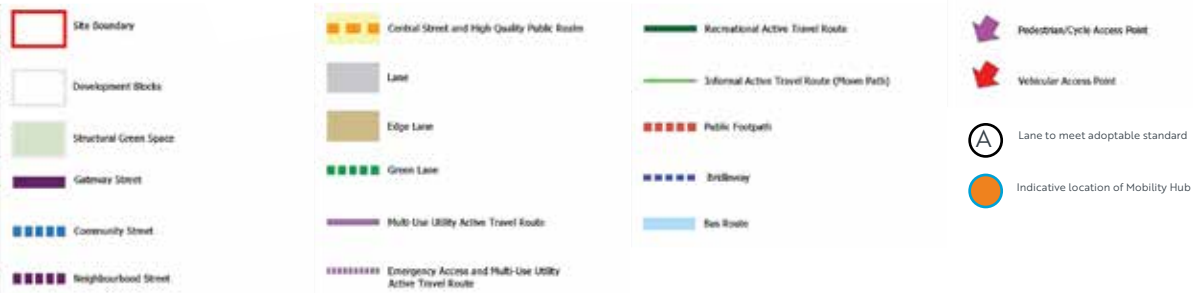 Site Boundary
Development Blocks
Structural Green Space
Gateway Street
Community Street
Neighbourhood Street
Central Street and High Quality Public Realm
Lane
Edge Lane
Green Lane
Multi-Use Utility Active Travel Route
Emergency Access and Multi-Use Utility
Active Travel Route
Recreational Active Travel Route
Informal Active Travel Route (Mown Path)
Public Footpath
Bridleway
Bus Route
Pedestrian/Cycle Access Point
Vehicular Access Point
A
Lane to meet adoptable standard
Indicative location of Mobility Hub